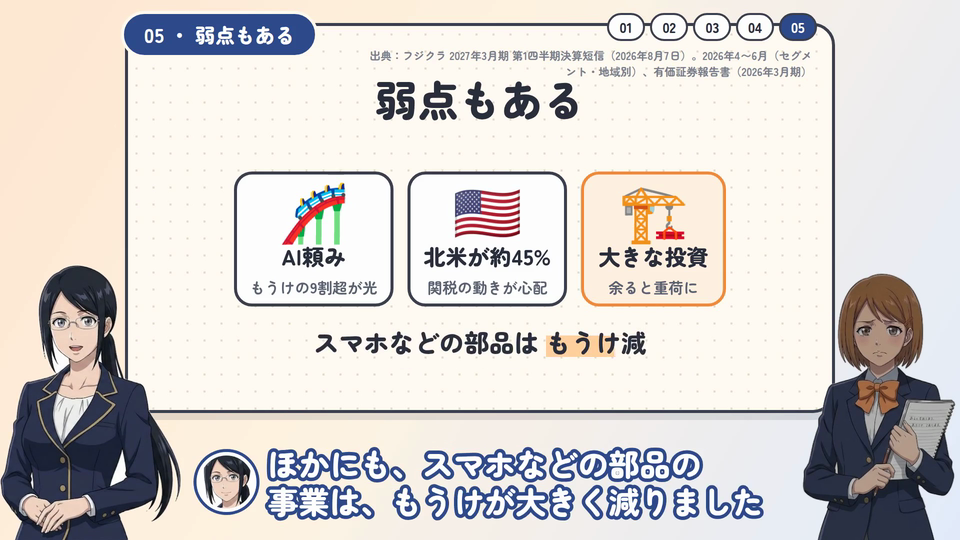 05 ・ 弱点もある
01 02 03 04 05
出典：フジクラ 2027年3月期 第1四半期決算短信（2026年8月7日）。2026年4〜6月（セグメ
ント・地域別）、有価証券報告書（2026年3月期）
弱点もある
AI頼み
もうけの9割超が光
北米が約45%
関税の動きが心配
大きな投資
余ると重荷に
スマホなどの部品は もうけ減
ほかにも、スマホなどの部品の
事業は、もうけが大きく減りました